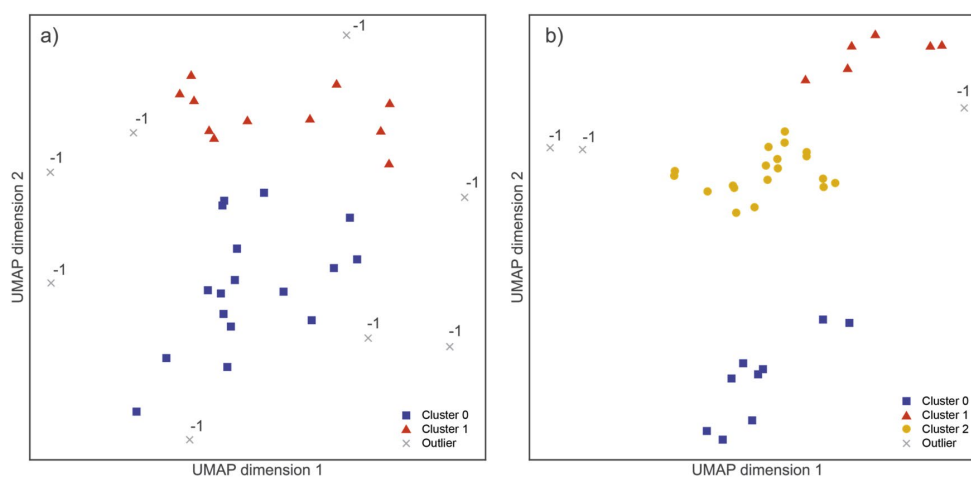 a)
-1
-1
-1
-1
-1
-1
-1
-1
Cluster 0
Cluster 1
Outlier
UMAP dimension 1
UMAP dimension 2
b)
-1
-1
-1
Cluster 0
Cluster 1
Cluster 2
Outlier
UMAP dimension 1
UMAP dimension 2